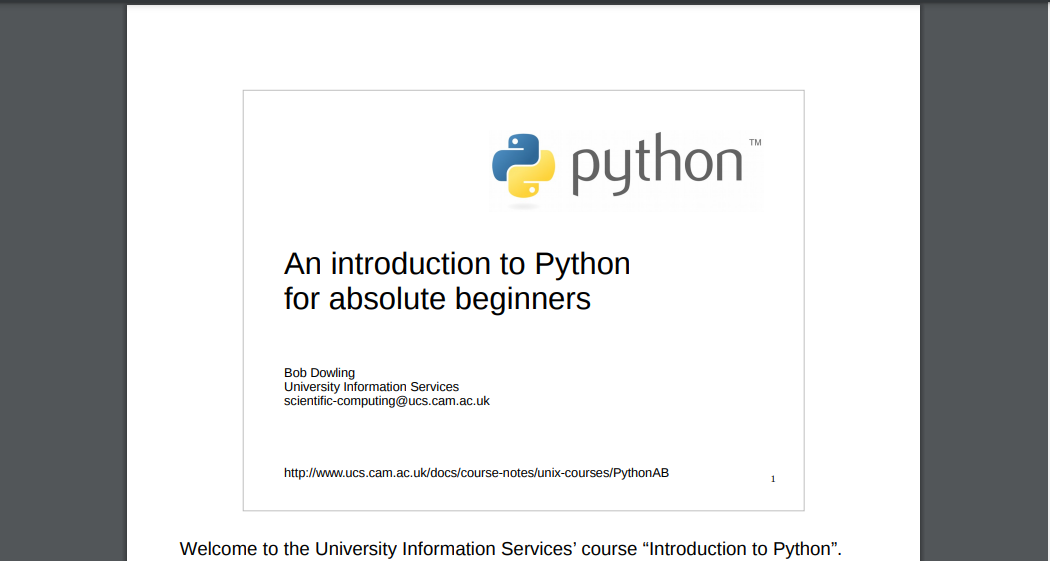 python™
An introduction to Python
for absolute beginners
Bob Dowling
University Information Services
scientific-computing@ucs.cam.ac.uk
http://www.ucs.cam.ac.uk/docs/course-notes/unix-courses/PythonAB
1
Welcome to the University Information Services’ course “Introduction to Python”.